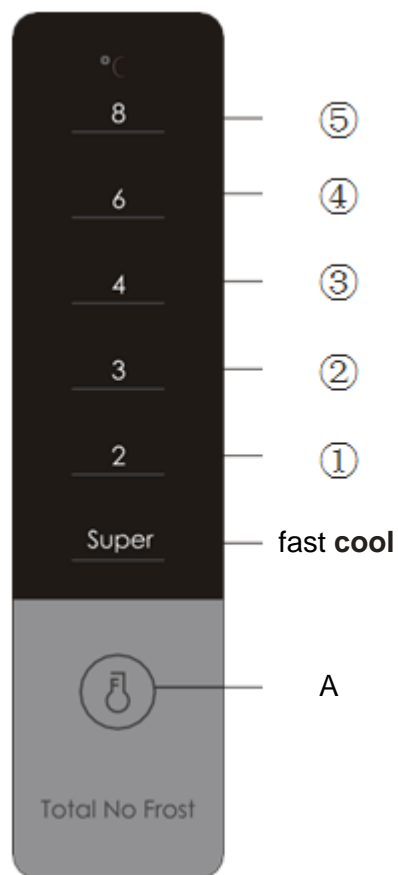 °C
8 ⑤
6 ④
4 ③
3 ②
2 ①
Super fast cool
A
Total No Frost